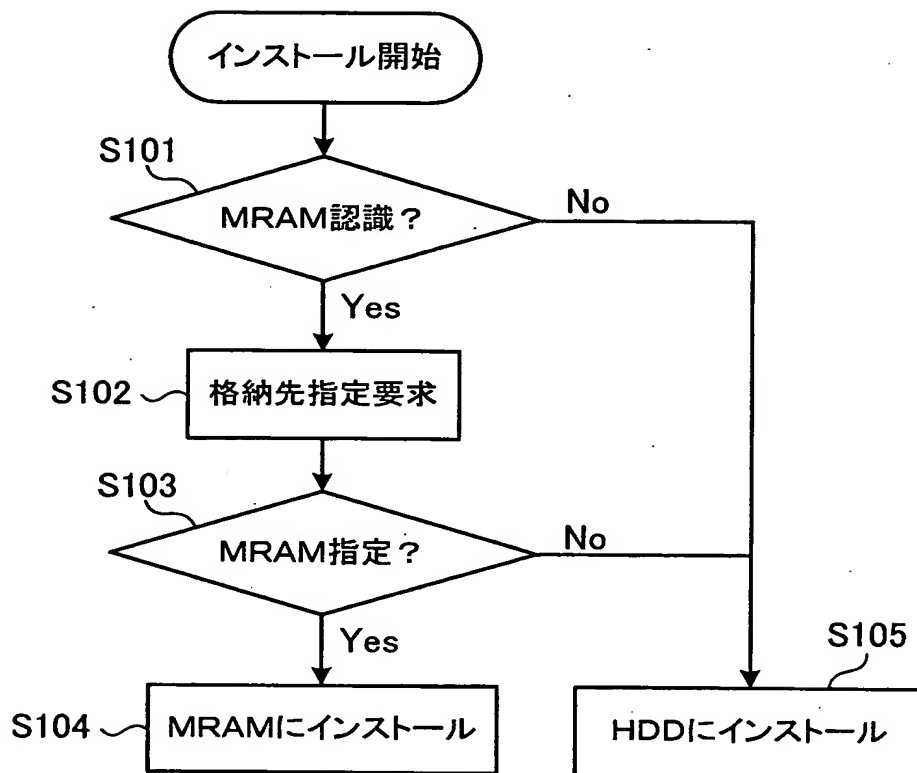 インストール開始
S101
MRAM認識？
No
Yes
S102
格納先指定要求
S103
MRAM指定？
No
Yes
S105
S104
MRAMにインストール
HDDにインストール